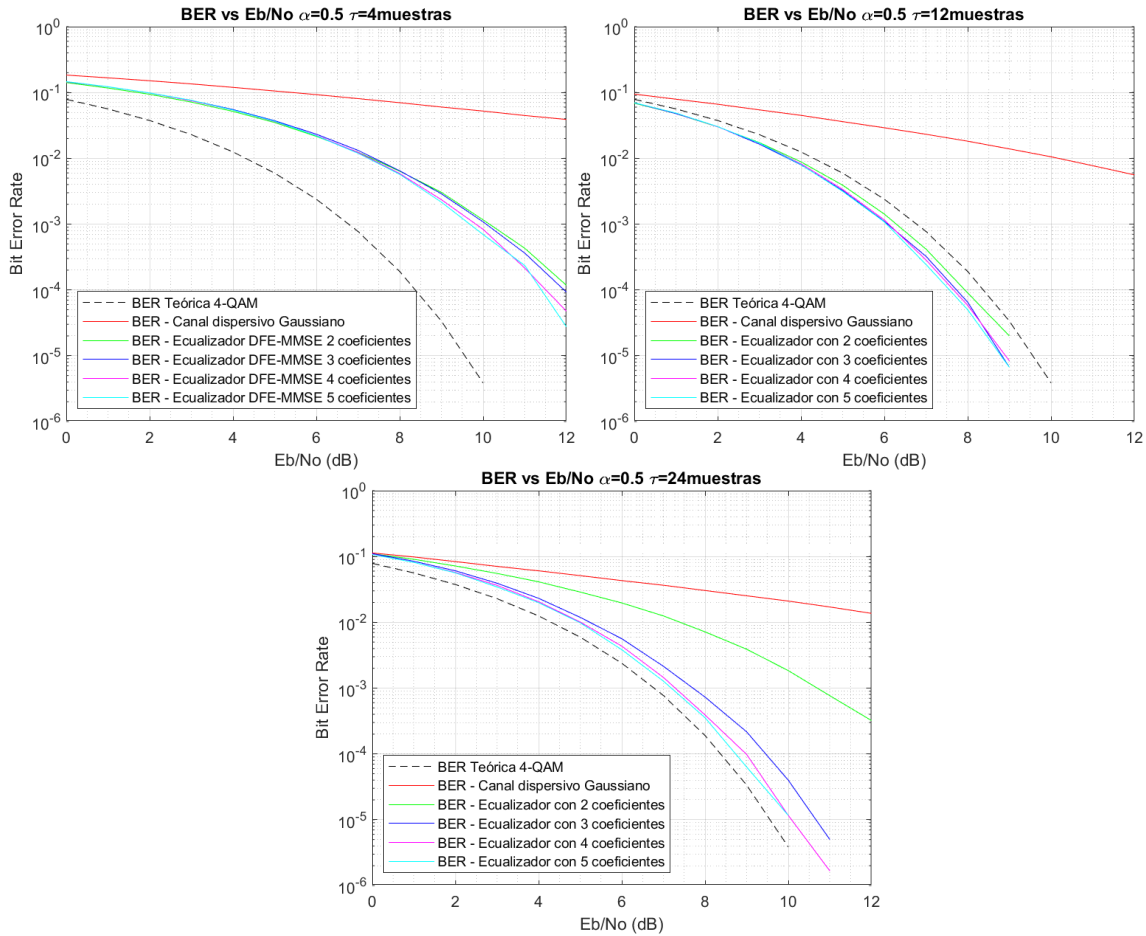 BER vs Eb/No α=0.5 τ=4muestras
10^0
10^-1
10^-2
10^-3
10^-4
10^-5
10^-6
Bit Error Rate
BER Teórica 4-QAM
BER - Canal dispersivo Gaussiano
BER - Ecualizador DFE-MMSE 2 coeficientes
BER - Ecualizador DFE-MMSE 3 coeficientes
BER - Ecualizador DFE-MMSE 4 coeficientes
BER - Ecualizador DFE-MMSE 5 coeficientes
0 2 4 6 8 10 12
Eb/No (dB)
BER vs Eb/No α=0.5 τ=12muestras
10^0
10^-1
10^-2
10^-3
10^-4
10^-5
10^-6
Bit Error Rate
BER Teórica 4-QAM
BER - Canal dispersivo Gaussiano
BER - Ecualizador con 2 coeficientes
BER - Ecualizador con 3 coeficientes
BER - Ecualizador con 4 coeficientes
BER - Ecualizador con 5 coeficientes
0 2 4 6 8 10 12
Eb/No (dB)
BER vs Eb/No α=0.5 τ=24muestras
10^0
10^-1
10^-2
10^-3
10^-4
10^-5
10^-6
Bit Error Rate
BER Teórica 4-QAM
BER - Canal dispersivo Gaussiano
BER - Ecualizador con 2 coeficientes
BER - Ecualizador con 3 coeficientes
BER - Ecualizador con 4 coeficientes
BER - Ecualizador con 5 coeficientes
0 2 4 6 8 10 12
Eb/No (dB)